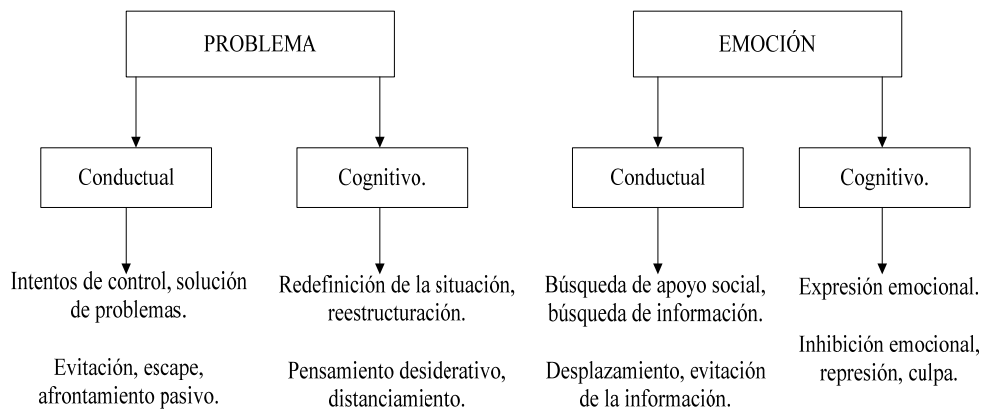 PROBLEMA
EMOCIÓN
Conductual
Cognitivo.
Conductual
Cognitivo.
Intentos de control, solución
de problemas.
Evitación, escape,
afrontamiento pasivo.
Redefinición de la situación,
reestructuración.
Pensamiento desiderativo,
distanciamiento.
Búsqueda de apoyo social,
búsqueda de información.
Desplazamiento, evitación
de la información.
Expresión emocional.
Inhibición emocional,
represión, culpa.